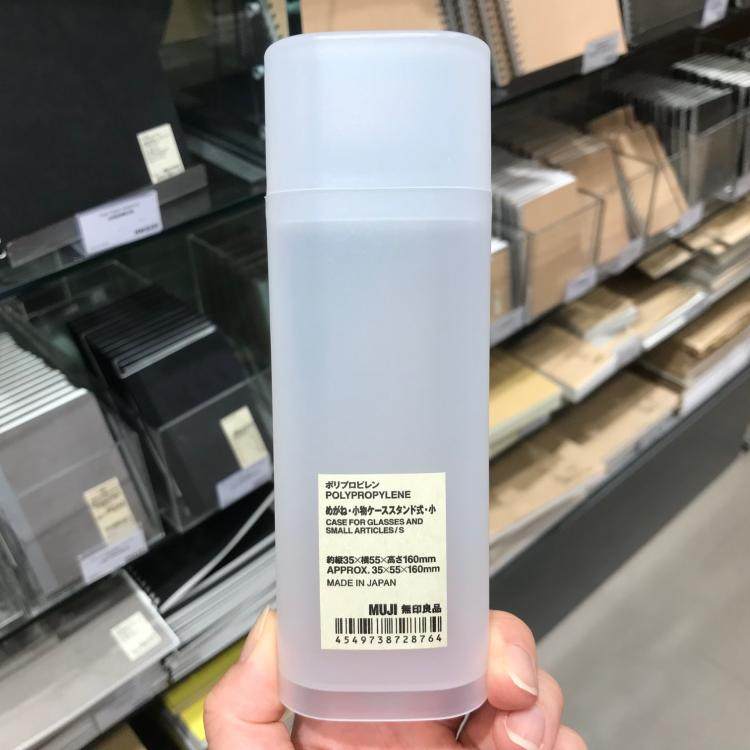 ポリプロピレン
POLYPROPYLENE
めがね・小物ケーススタンド式・小
CASE FOR GLASSES AND
SMALL ARTICLES/S
約縦35×横55×高さ160mm
APPROX. 35×55×160mm
MADE IN JAPAN
MUJI 無印良品
4549738728764